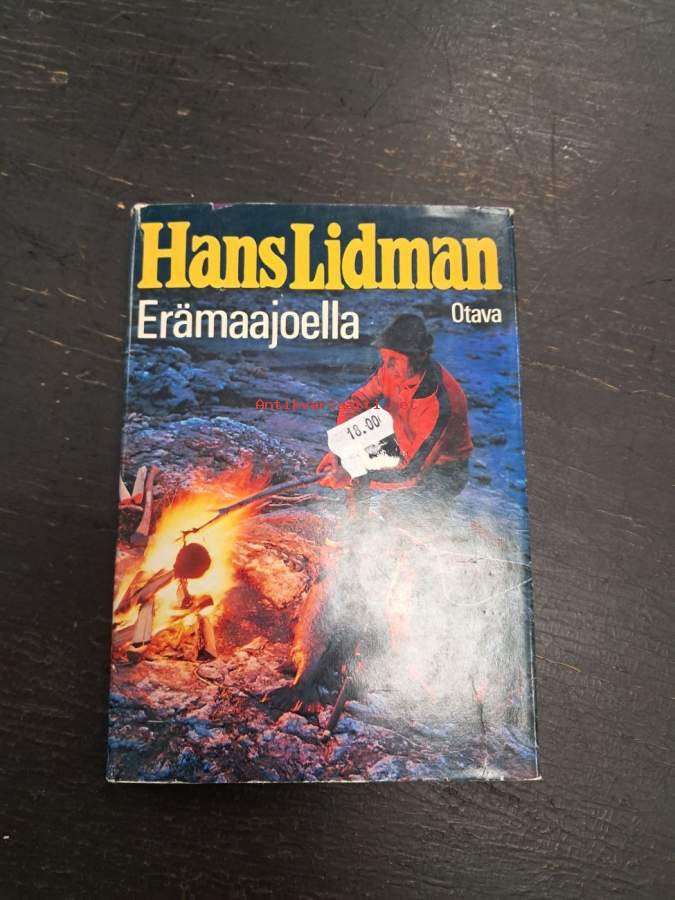 Hans Lidman
Erämaajoella
Otava
18.00